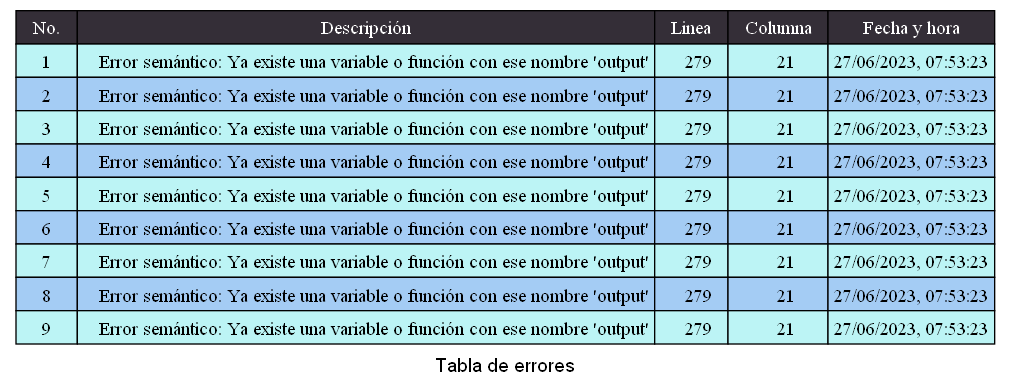 No. Descripción Linea Columna Fecha y hora
1 Error semántico: Ya existe una variable o función con ese nombre 'output' 279 21 27/06/2023, 07:53:23
2 Error semántico: Ya existe una variable o función con ese nombre 'output' 279 21 27/06/2023, 07:53:23
3 Error semántico: Ya existe una variable o función con ese nombre 'output' 279 21 27/06/2023, 07:53:23
4 Error semántico: Ya existe una variable o función con ese nombre 'output' 279 21 27/06/2023, 07:53:23
5 Error semántico: Ya existe una variable o función con ese nombre 'output' 279 21 27/06/2023, 07:53:23
6 Error semántico: Ya existe una variable o función con ese nombre 'output' 279 21 27/06/2023, 07:53:23
7 Error semántico: Ya existe una variable o función con ese nombre 'output' 279 21 27/06/2023, 07:53:23
8 Error semántico: Ya existe una variable o función con ese nombre 'output' 279 21 27/06/2023, 07:53:23
9 Error semántico: Ya existe una variable o función con ese nombre 'output' 279 21 27/06/2023, 07:53:23
Tabla de errores